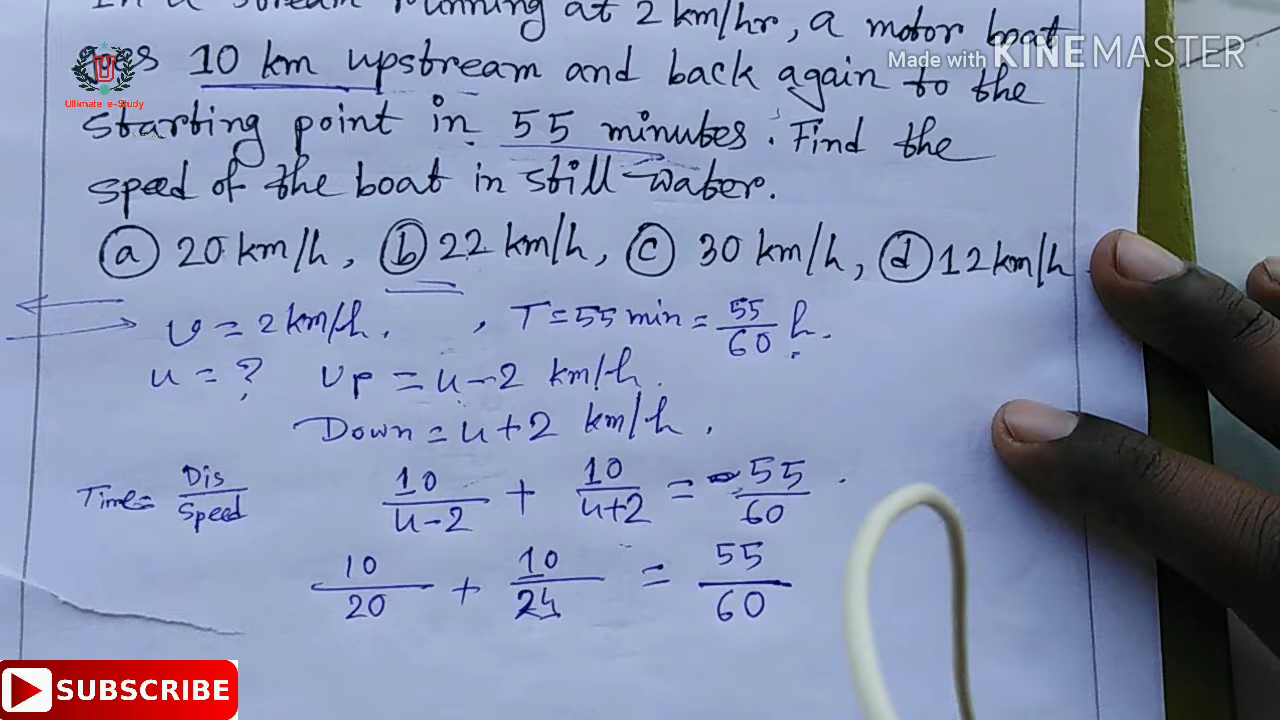 In a stream running at 2 km/hr, a motor boat
10 km upstream and back again to the
starting point in 55 minutes. Find the
speed of the boat in still water.
(a) 20 km/h, (b) 22 km/h, (c) 30 km/h, (d) 12 km/h
v = 2 km/h. , T = 55 min = 55/60 h.
u = ? Up = u - 2 km/h.
Down = u + 2 km/h.
Time = Dis/Speed 10/u-2 + 10/u+2 = 55/60
10/20 + 10/24 = 55/60
Made with KINEMASTER
U
Ultimate e-Study
SUBSCRIBE